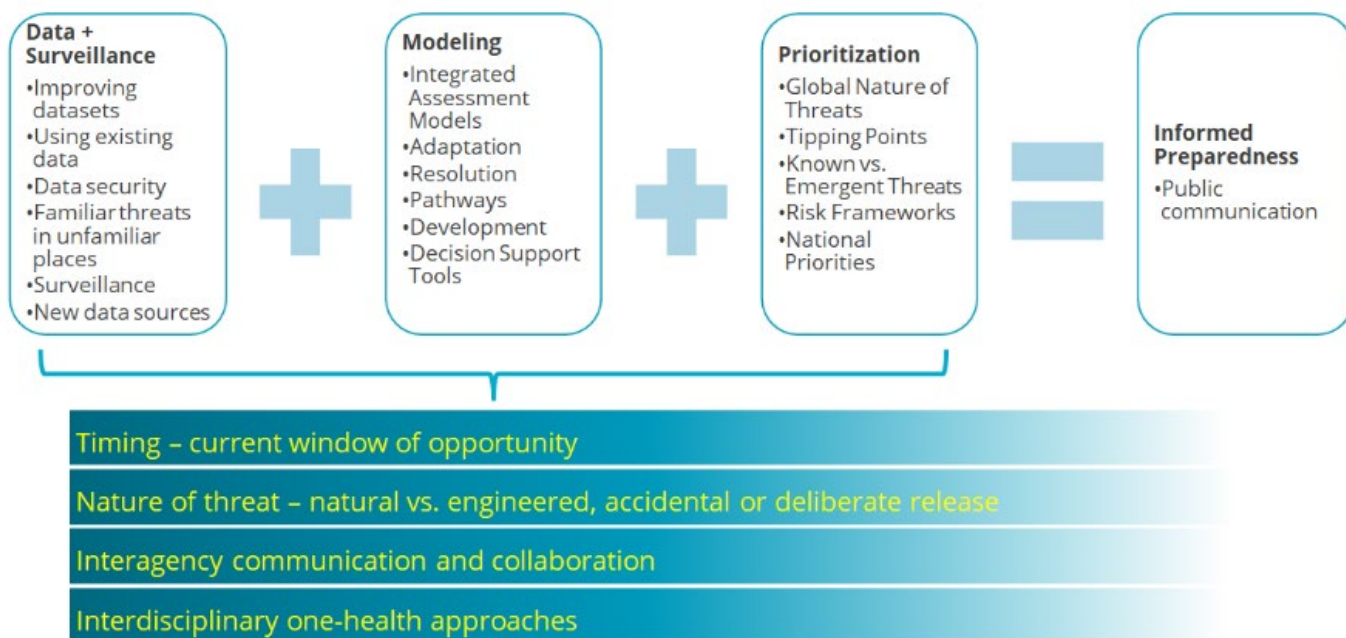 Data +
Surveillance
•Improving
datasets
•Using existing
data
•Data security
•Familiar threats
in unfamiliar
places
•Surveillance
•New data sources
Modeling
•Integrated
Assessment
Models
•Adaptation
•Resolution
•Pathways
•Development
•Decision Support
Tools
Prioritization
•Global Nature of
Threats
•Tipping Points
•Known vs.
Emergent Threats
•Risk Frameworks
•National
Priorities
Informed
Preparedness
•Public
communication
Timing – current window of opportunity
Nature of threat – natural vs. engineered, accidental or deliberate release
Interagency communication and collaboration
Interdisciplinary one-health approaches